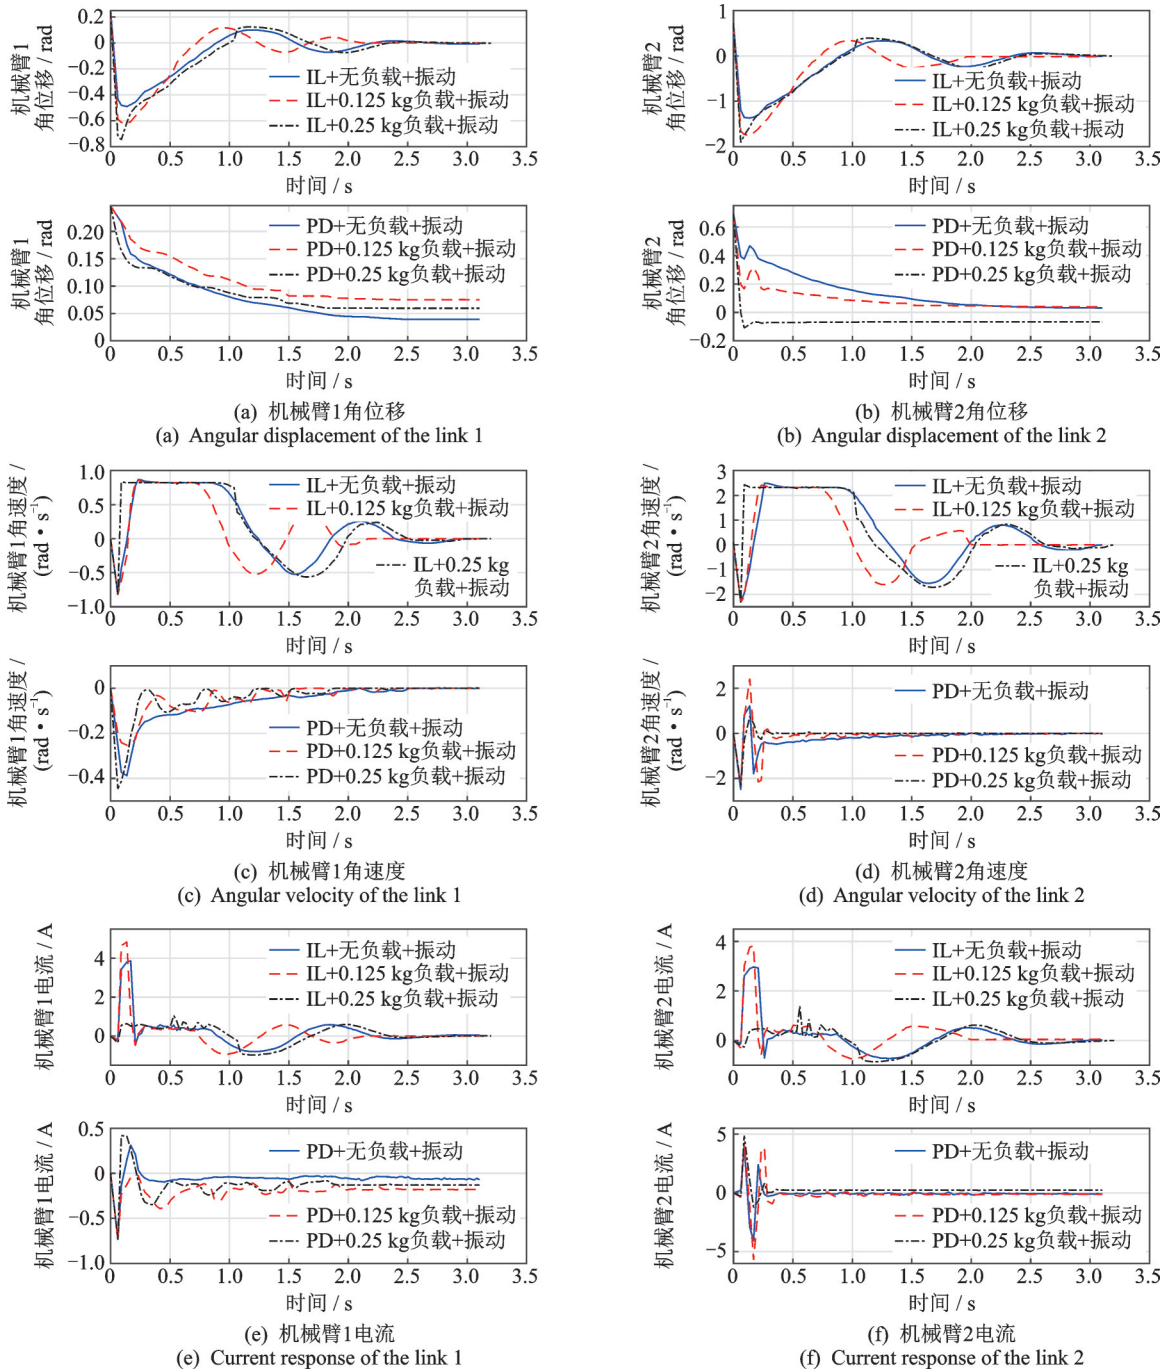 机械臂1
角位移 / rad
0.2
0
−0.2
−0.4
−0.6
−0.8
IL+无负载+振动
IL+0.125 kg负载+振动
IL+0.25 kg负载+振动
0 0.5 1.0 1.5 2.0 2.5 3.0 3.5
时间 / s
机械臂2
角位移 / rad
1
0
−1
−2
IL+无负载+振动
IL+0.125 kg负载+振动
IL+0.25 kg负载+振动
0 0.5 1.0 1.5 2.0 2.5 3.0 3.5
时间 / s
机械臂1
角位移 / rad
0.20
0.15
0.10
0.05
0
PD+无负载+振动
PD+0.125 kg负载+振动
PD+0.25 kg负载+振动
0 0.5 1.0 1.5 2.0 2.5 3.0 3.5
时间 / s
机械臂2
角位移 / rad
0.6
0.4
0.2
0
−0.2
PD+无负载+振动
PD+0.125 kg负载+振动
PD+0.25 kg负载+振动
0 0.5 1.0 1.5 2.0 2.5 3.0 3.5
时间 / s
(a) 机械臂1角位移
(a) Angular displacement of the link 1
(b) 机械臂2角位移
(b) Angular displacement of the link 2
机械臂1角速度 /
(rad·s⁻¹)
1.0
0.5
0
−0.5
−1.0
IL+无负载+振动
IL+0.125 kg负载+振动
IL+0.25 kg
负载+振动
0 0.5 1.0 1.5 2.0 2.5 3.0 3.5
时间 / s
机械臂2角速度 /
(rad·s⁻¹)
3
2
1
0
−1
−2
IL+无负载+振动
IL+0.125 kg负载+振动
IL+0.25 kg
负载+振动
0 0.5 1.0 1.5 2.0 2.5 3.0 3.5
时间 / s
机械臂1角速度 /
(rad·s⁻¹)
0
−0.2
−0.4
PD+无负载+振动
PD+0.125 kg负载+振动
PD+0.25 kg负载+振动
0 0.5 1.0 1.5 2.0 2.5 3.0 3.5
时间 / s
机械臂2角速度 /
(rad·s⁻¹)
2
0
−2
PD+无负载+振动
PD+0.125 kg负载+振动
PD+0.25 kg负载+振动
0 0.5 1.0 1.5 2.0 2.5 3.0 3.5
时间 / s
(c) 机械臂1角速度
(c) Angular velocity of the link 1
(d) 机械臂2角速度
(d) Angular velocity of the link 2
机械臂1电流 / A
4
2
0
IL+无负载+振动
IL+0.125 kg负载+振动
IL+0.25 kg负载+振动
0 0.5 1.0 1.5 2.0 2.5 3.0 3.5
时间 / s
机械臂2电流 / A
4
2
0
IL+无负载+振动
IL+0.125 kg负载+振动
IL+0.25 kg负载+振动
0 0.5 1.0 1.5 2.0 2.5 3.0 3.5
时间 / s
机械臂1电流 / A
0.5
0
−0.5
−1.0
PD+无负载+振动
PD+0.125 kg负载+振动
PD+0.25 kg负载+振动
0 0.5 1.0 1.5 2.0 2.5 3.0 3.5
时间 / s
机械臂2电流 / A
5
0
−5
PD+无负载+振动
PD+0.125 kg负载+振动
PD+0.25 kg负载+振动
0 0.5 1.0 1.5 2.0 2.5 3.0 3.5
时间 / s
(e) 机械臂1电流
(e) Current response of the link 1
(f) 机械臂2电流
(f) Current response of the link 2